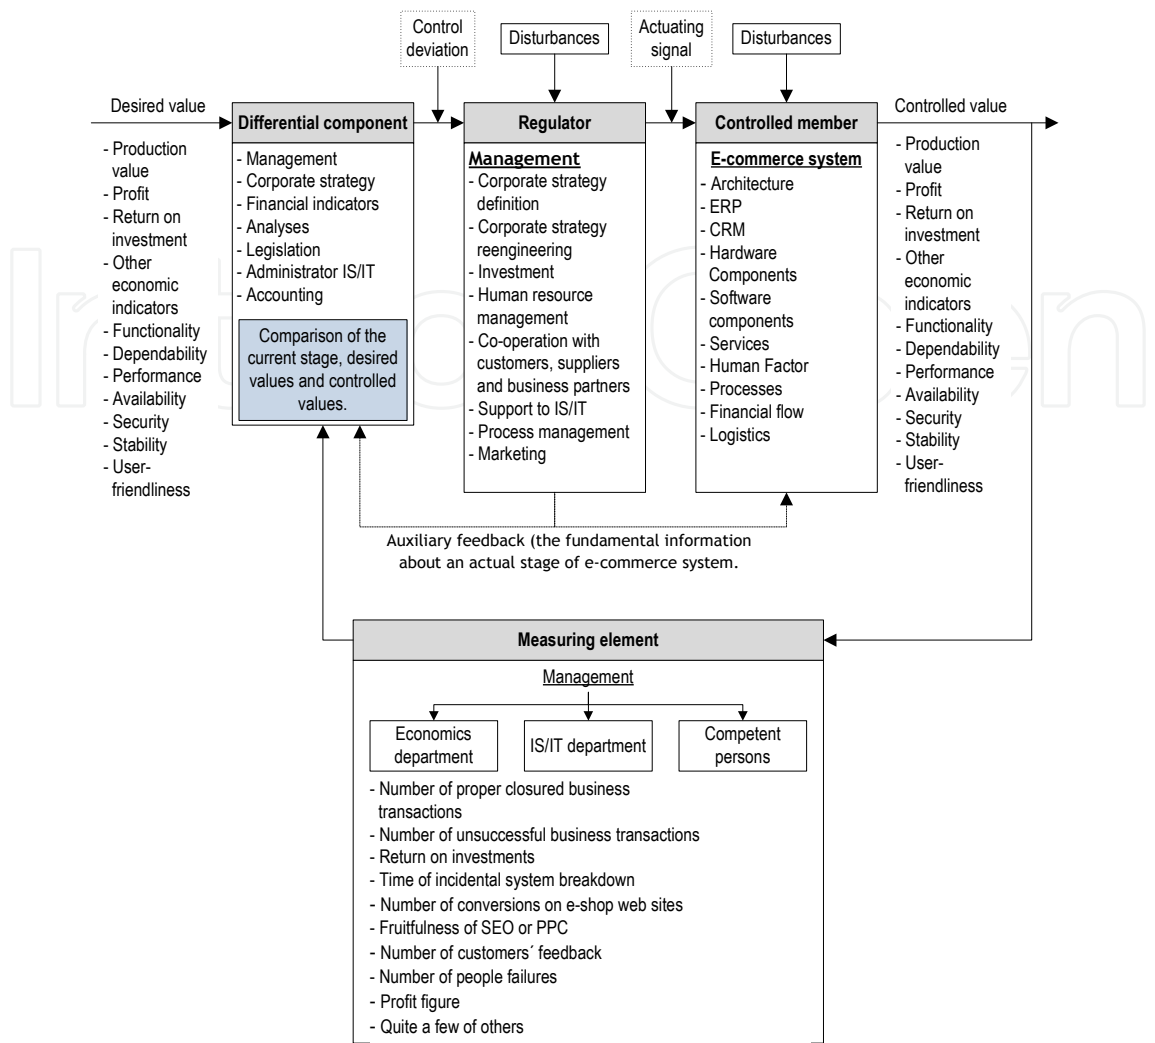 Control
deviation
Disturbances
Actuating
signal
Disturbances
Desired value
Differential component
Regulator
Controlled member
Controlled value
- Production
value
- Profit
- Return on
investment
- Other
economic
indicators
- Functionality
- Dependability
- Performance
- Availability
- Security
- Stability
- User-
friendliness
- Management
- Corporate strategy
- Financial indicators
- Analyses
- Legislation
- Administrator IS/IT
- Accounting
Comparison of the
current stage, desired
values and controlled
values.
Management
- Corporate strategy
definition
- Corporate strategy
reengineering
- Investment
- Human resource
management
- Co-operation with
customers, suppliers
and business partners
- Support to IS/IT
- Process management
- Marketing
E-commerce system
- Architecture
- ERP
- CRM
- Hardware
Components
- Software
components
- Services
- Human Factor
- Processes
- Financial flow
- Logistics
- Production
value
- Profit
- Return on
investment
- Other
economic
indicators
- Functionality
- Dependability
- Performance
- Availability
- Security
- Stability
- User-
friendliness
Auxiliary feedback (the fundamental information
about an actual stage of e-commerce system.
Measuring element
Management
Economics
department
IS/IT department
Competent
persons
- Number of proper closured business
transactions
- Number of unsuccessful business transactions
- Return on investments
- Time of incidental system breakdown
- Number of conversions on e-shop web sites
- Fruitfulness of SEO or PPC
- Number of customers´ feedback
- Number of people failures
- Profit figure
- Quite a few of others